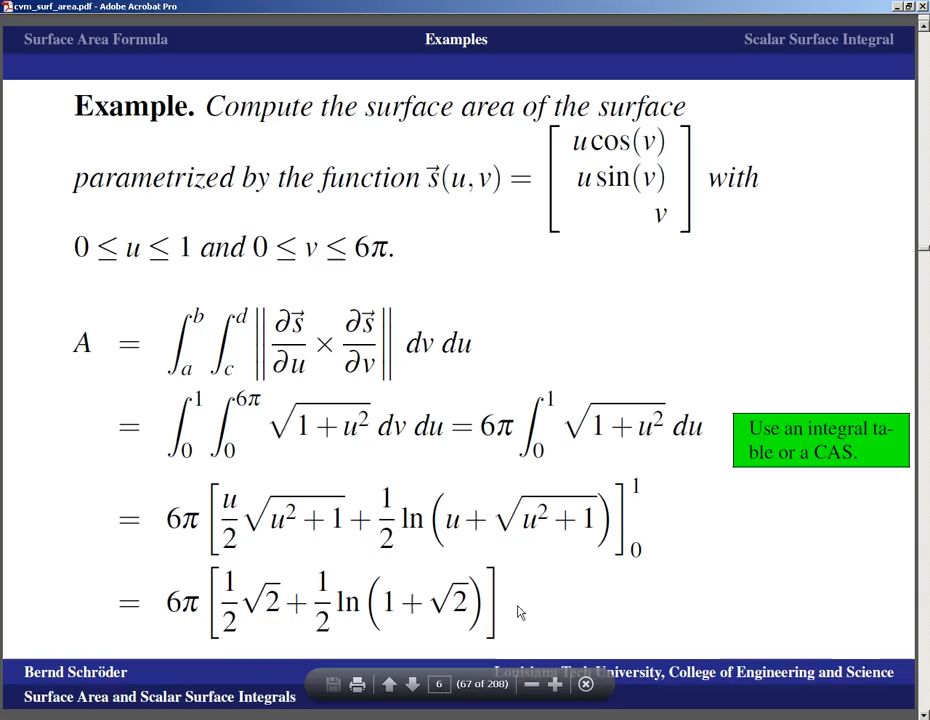 cvm_surf_area.pdf - Adobe Acrobat Pro
Surface Area Formula Examples Scalar Surface Integral
Example. Compute the surface area of the surface
parametrized by the function s⃗(u, v) = [ u cos(v) u sin(v) v ] with
0 ≤ u ≤ 1 and 0 ≤ v ≤ 6π.
A = ∫_a^b ∫_c^d ‖ ∂s⃗/∂u × ∂s⃗/∂v ‖ dv du
= ∫_0^1 ∫_0^{6π} √(1+u²) dv du = 6π ∫_0^1 √(1+u²) du
Use an integral ta-
ble or a CAS.
= 6π [ u/2 √(u²+1) + 1/2 ln ( u + √(u²+1) ) ]_0^1
= 6π [ 1/2 √2 + 1/2 ln ( 1 + √2 ) ]
Bernd Schröder Louisiana Tech University, College of Engineering and Science
Surface Area and Scalar Surface Integrals
6 (67 of 208)